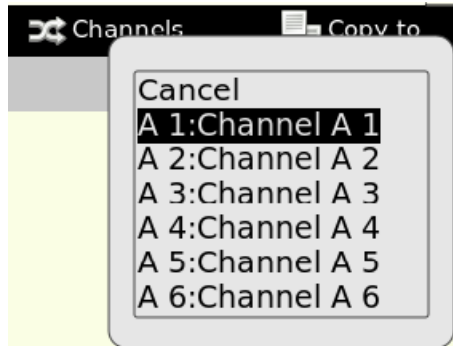 Channels Copy to
Cancel
A 1:Channel A 1
A 2:Channel A 2
A 3:Channel A 3
A 4:Channel A 4
A 5:Channel A 5
A 6:Channel A 6